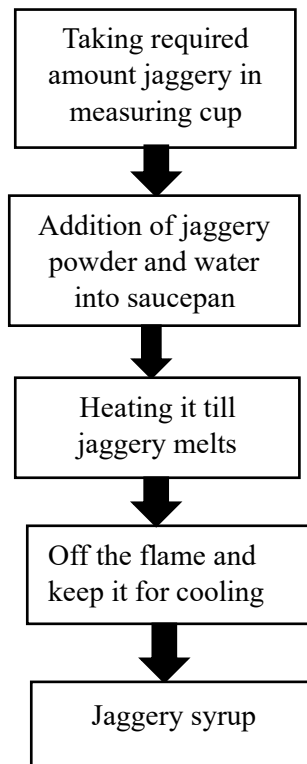 Taking required
amount jaggery in
measuring cup
Addition of jaggery
powder and water
into saucepan
Heating it till
jaggery melts
Off the flame and
keep it for cooling
Jaggery syrup